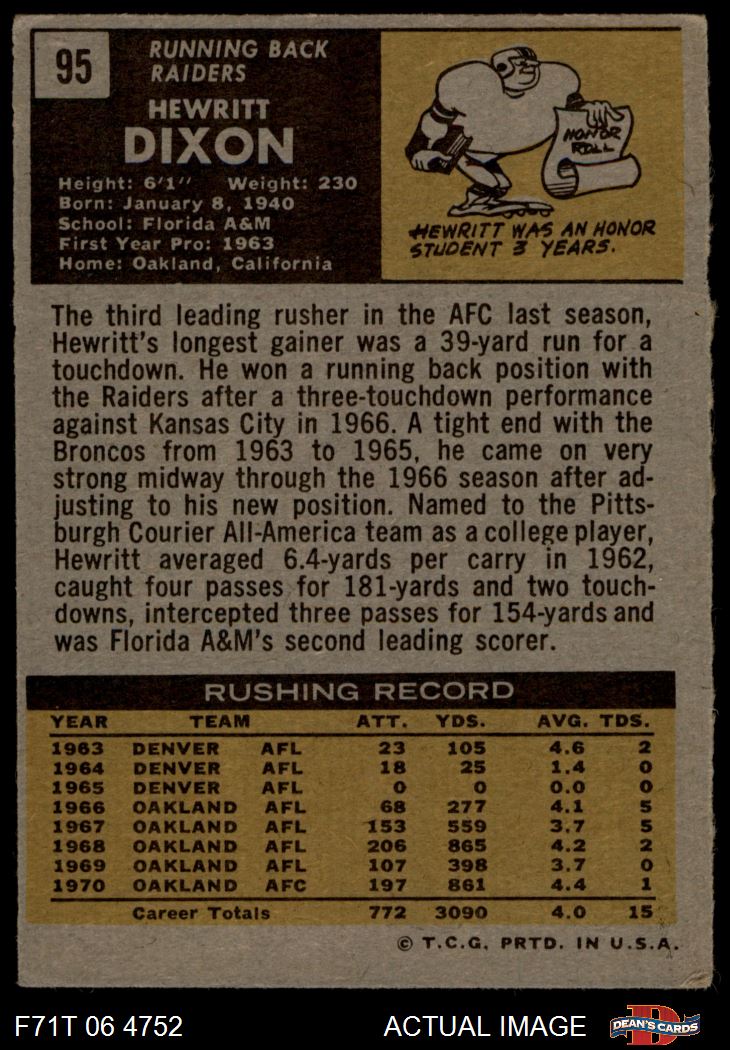 95
RUNNING BACK
RAIDERS
HEWRITT
DIXON
Height: 6'1" Weight: 230
Born: January 8, 1940
School: Florida A&M
First Year Pro: 1963
Home: Oakland, California
HONOR
ROLL
HEWRITT WAS AN HONOR
STUDENT 3 YEARS.
The third leading rusher in the AFC last season,
Hewritt's longest gainer was a 39-yard run for a
touchdown. He won a running back position with
the Raiders after a three-touchdown performance
against Kansas City in 1966. A tight end with the
Broncos from 1963 to 1965, he came on very
strong midway through the 1966 season after ad-
justing to his new position. Named to the Pitts-
burgh Courier All-America team as a college player,
Hewritt averaged 6.4-yards per carry in 1962,
caught four passes for 181-yards and two touch-
downs, intercepted three passes for 154-yards and
was Florida A&M's second leading scorer.
RUSHING RECORD
YEAR TEAM ATT. YDS. AVG. TDS.
1963 DENVER AFL 23 105 4.6 2
1964 DENVER AFL 18 25 1.4 0
1965 DENVER AFL 0 0 0.0 0
1966 OAKLAND AFL 68 277 4.1 5
1967 OAKLAND AFL 153 559 3.7 5
1968 OAKLAND AFL 206 865 4.2 2
1969 OAKLAND AFL 107 398 3.7 0
1970 OAKLAND AFC 197 861 4.4 1
Career Totals 772 3090 4.0 15
© T.C.G. PRTD. IN U.S.A.
F71T 06 4752 ACTUAL IMAGE
DEAN'S CARDS